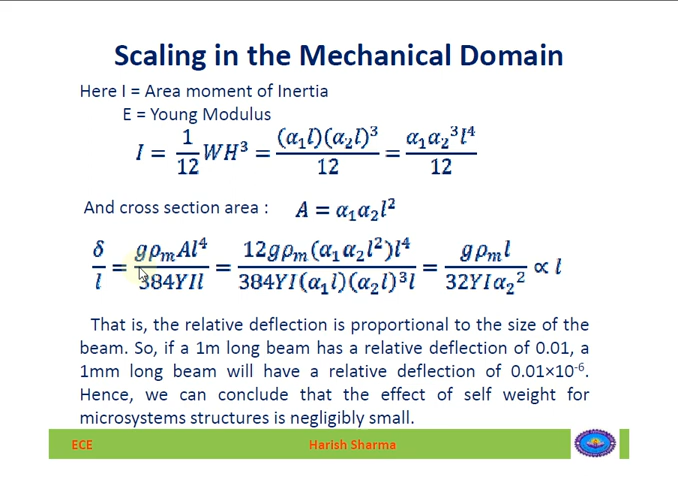 Scaling in the Mechanical Domain
Here I = Area moment of Inertia
E = Young Modulus
I = 1/12 WH³ = (α₁l)(α₂l)³/12 = α₁α₂³l⁴/12
And cross section area : A = α₁α₂l²
δ/l = gρₘAl⁴/384YIl = 12gρₘ(α₁α₂l²)l⁴/384YI(α₁l)(α₂l)³l = gρₘl/32YIα₂² ∝ l
That is, the relative deflection is proportional to the size of the
beam. So, if a 1m long beam has a relative deflection of 0.01, a
1mm long beam will have a relative deflection of 0.01×10⁻⁶.
Hence, we can conclude that the effect of self weight for
microsystems structures is negligibly small.
ECE Harish Sharma